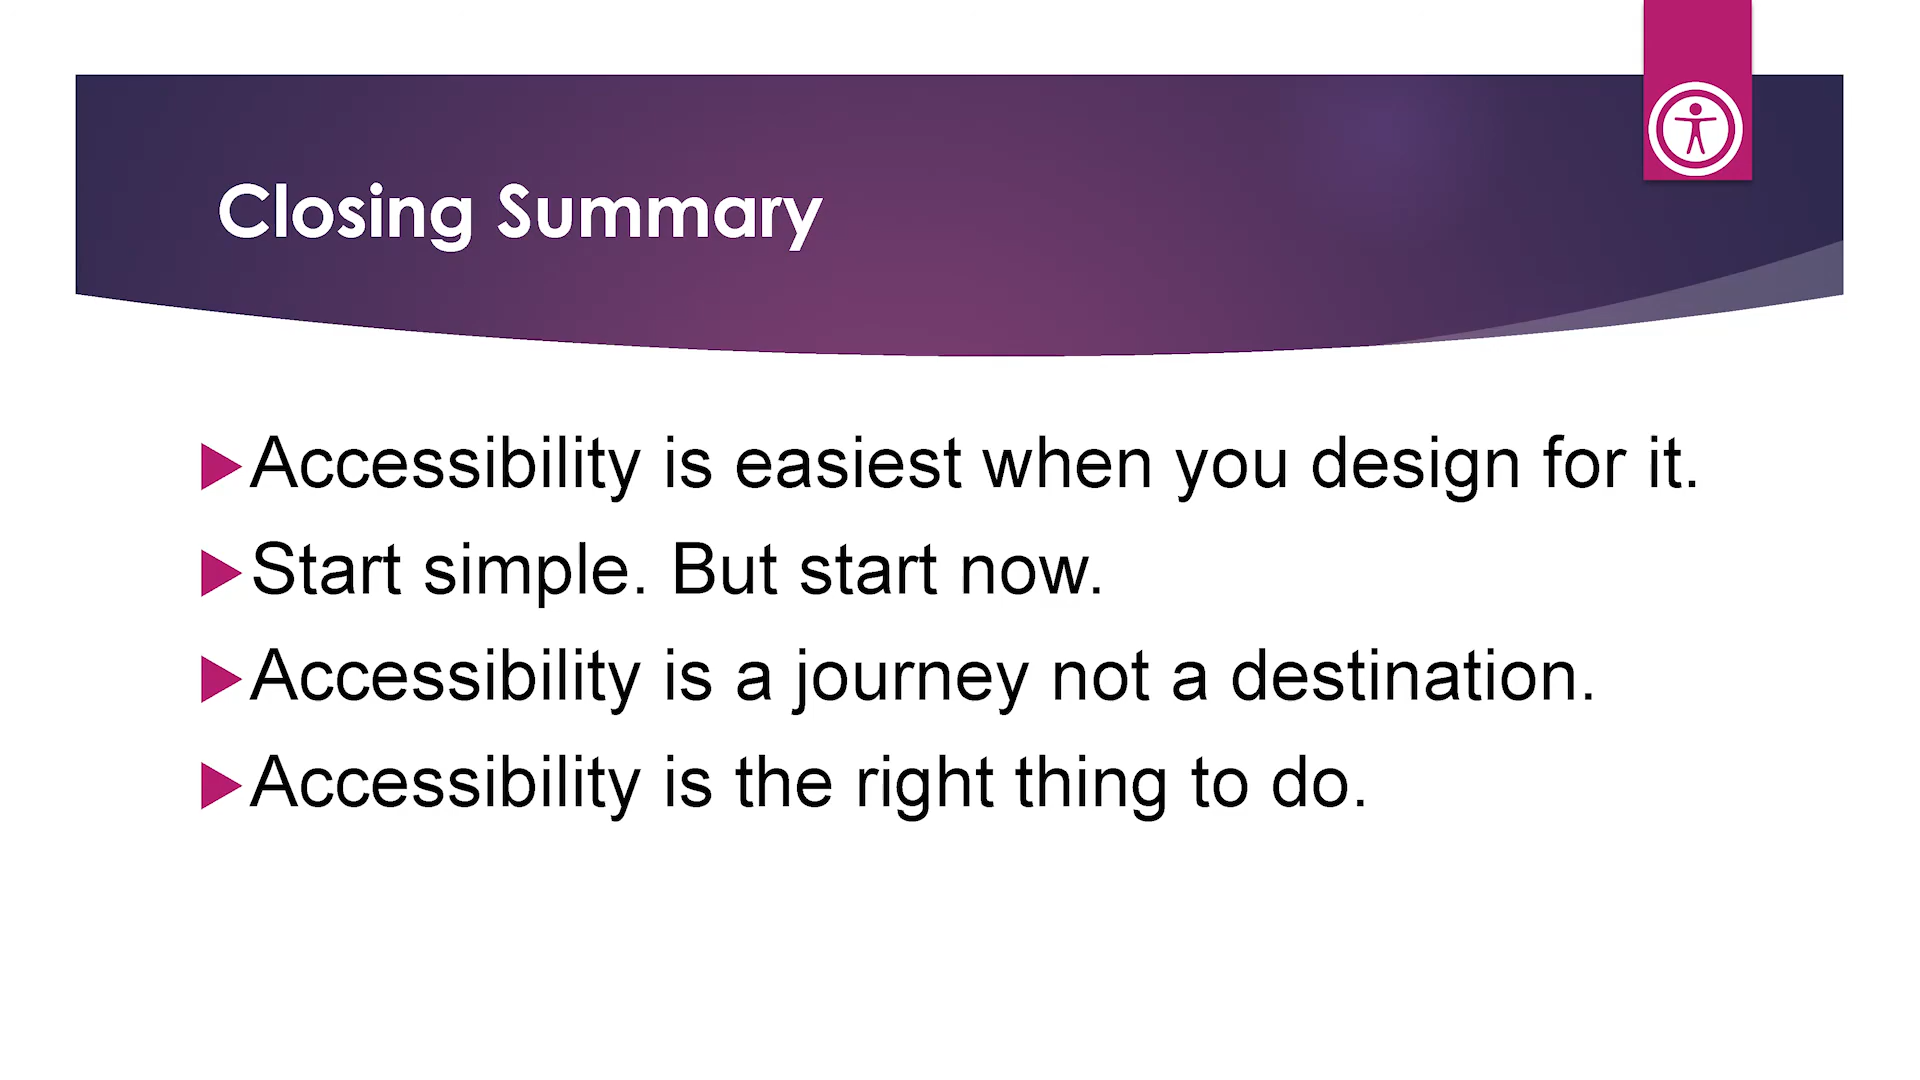 Closing Summary
Accessibility is easiest when you design for it.
Start simple. But start now.
Accessibility is a journey not a destination.
Accessibility is the right thing to do.